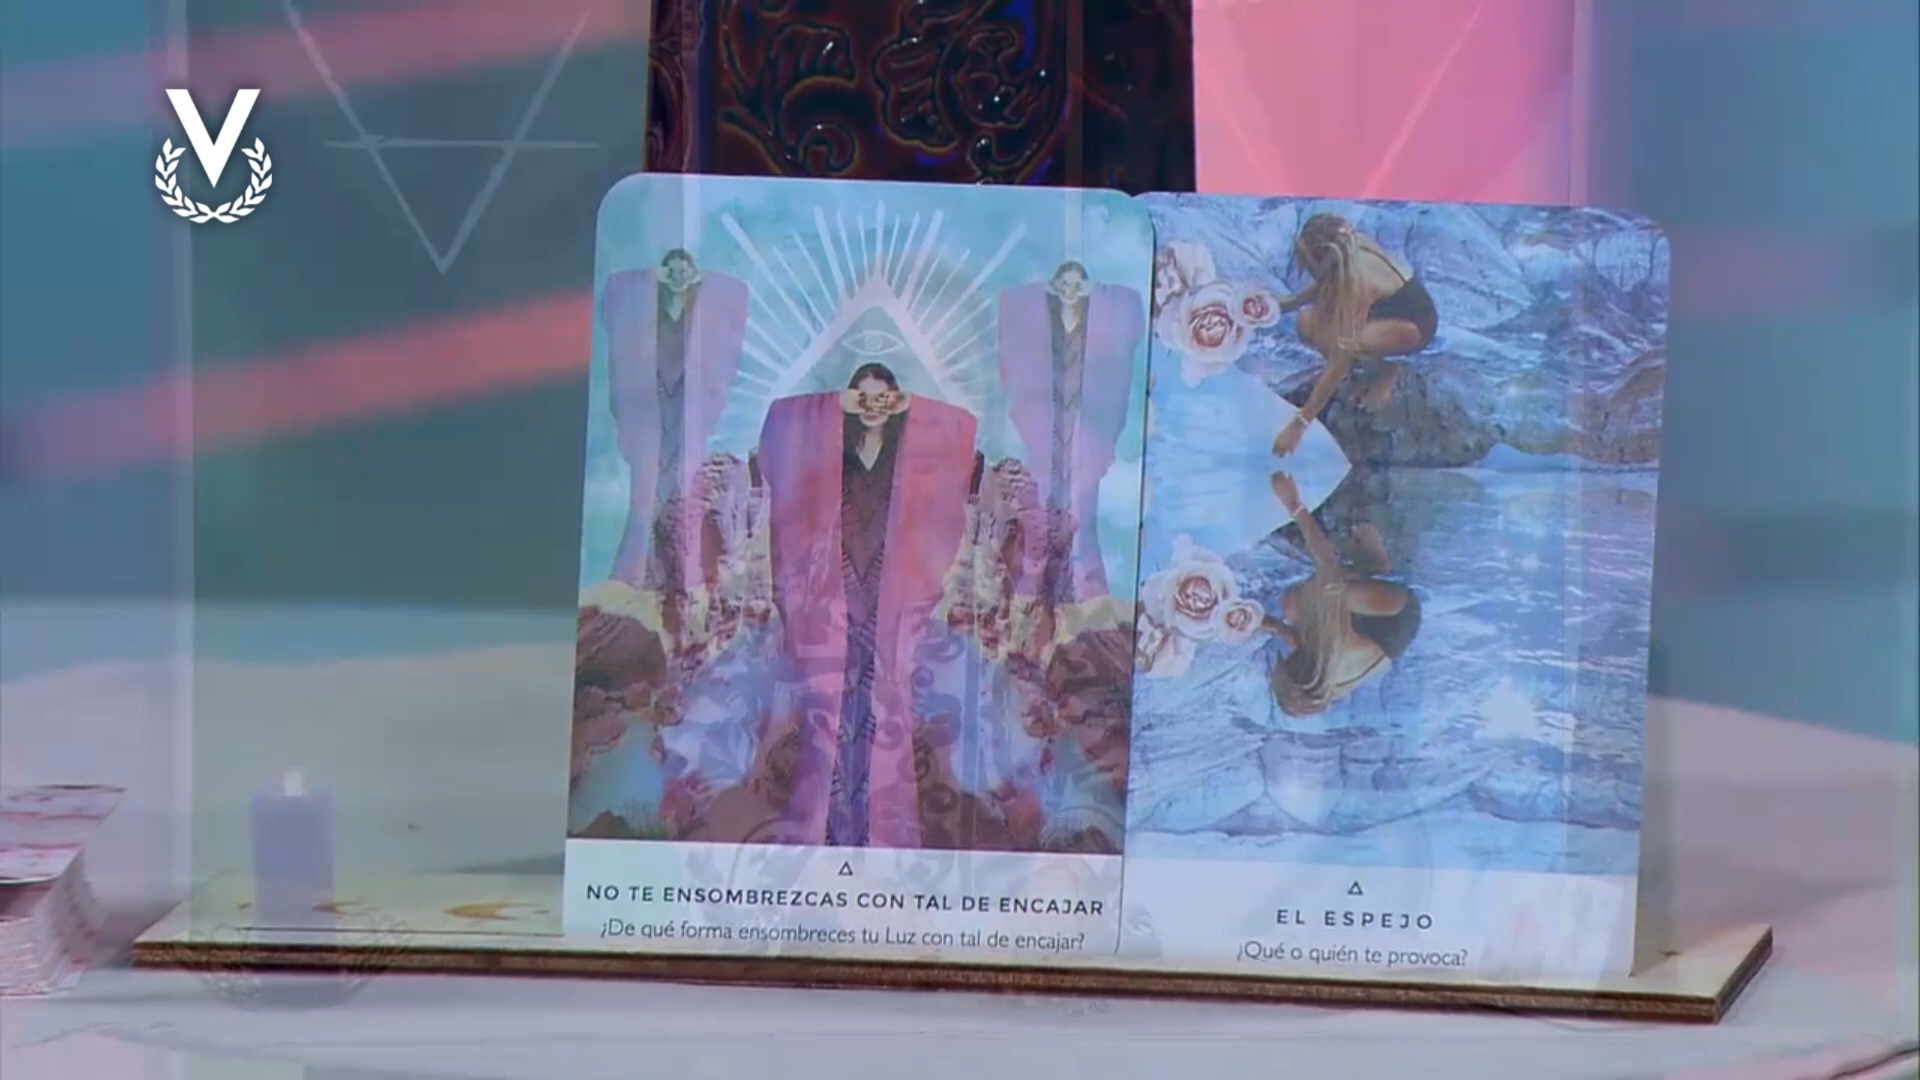 V
NO TE ENSOMBREZCAS CON TAL DE ENCAJAR
¿De qué forma ensombreces tu Luz con tal de encajar?
EL ESPEJO
¿Qué o quién te provoca?